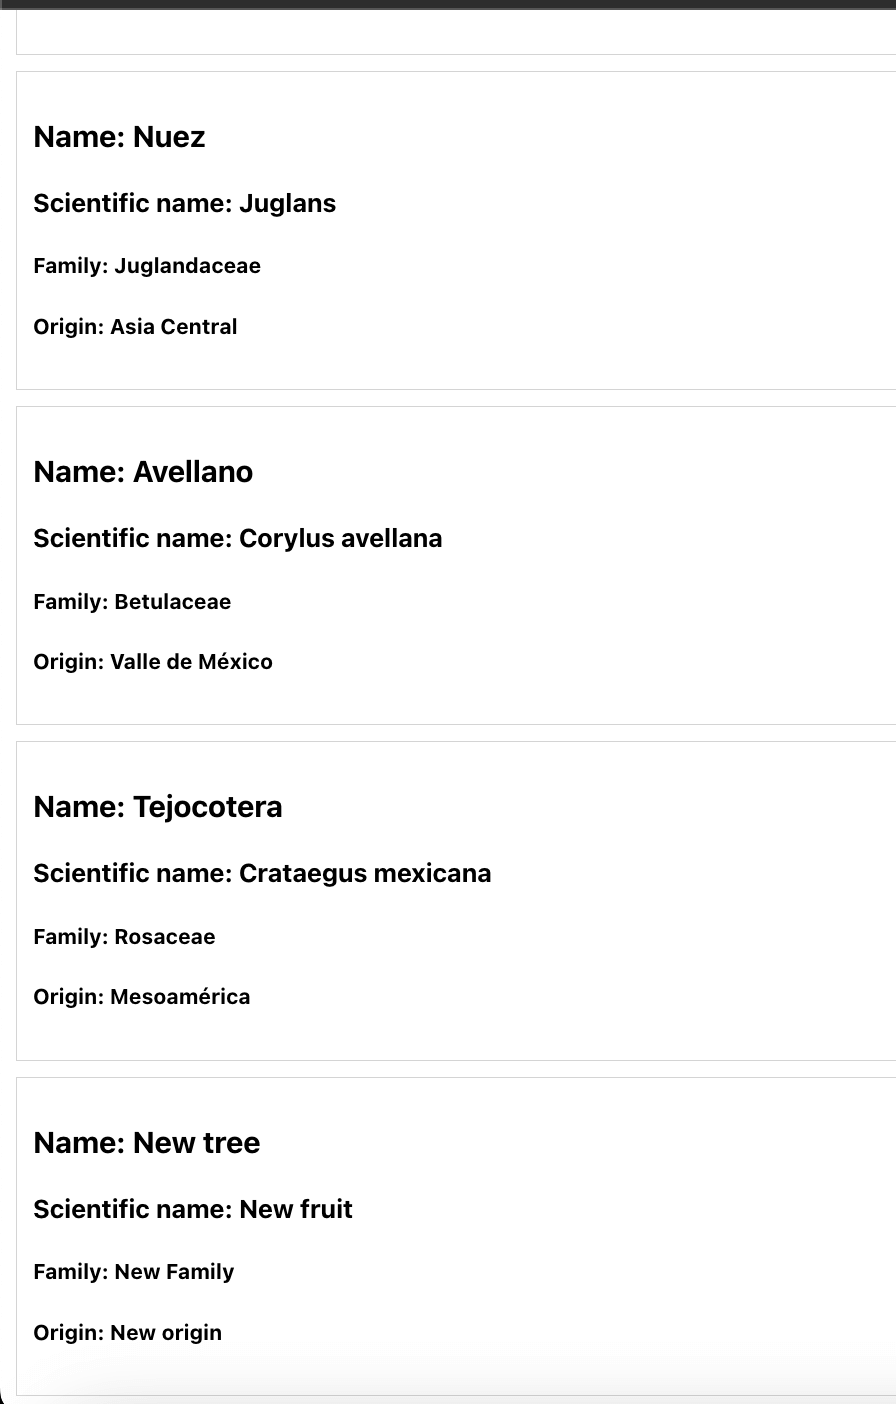 Name: Nuez
Scientific name: Juglans
Family: Juglandaceae
Origin: Asia Central
Name: Avellano
Scientific name: Corylus avellana
Family: Betulaceae
Origin: Valle de México
Name: Tejocotera
Scientific name: Crataegus mexicana
Family: Rosaceae
Origin: Mesoamérica
Name: New tree
Scientific name: New fruit
Family: New Family
Origin: New origin